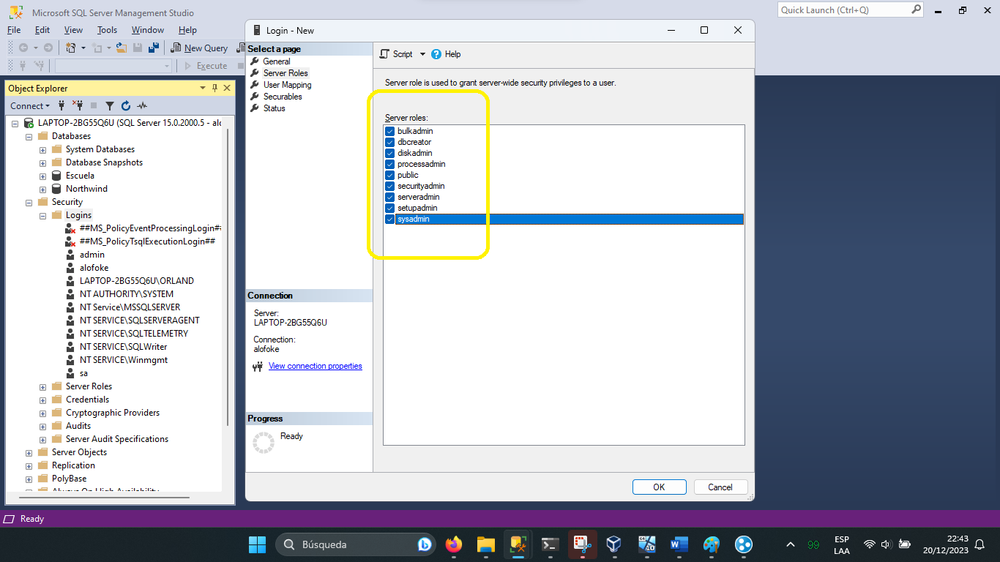 Microsoft SQL Server Management Studio
Quick Launch (Ctrl+Q)
File Edit View Tools Window Help
New Query
Execute
Object Explorer
Connect
LAPTOP-2BG55Q6U (SQL Server 15.0.2000.5 - alo
Databases
System Databases
Database Snapshots
Escuela
Northwind
Security
Logins
##MS_PolicyEventProcessingLogin##
##MS_PolicyTsqlExecutionLogin##
admin
alofoke
LAPTOP-2BG55Q6U\ORLAND
NT AUTHORITY\SYSTEM
NT Service\MSSQLSERVER
NT SERVICE\SQLSERVERAGENT
NT SERVICE\SQLTELEMETRY
NT SERVICE\SQLWriter
NT SERVICE\Winmgmt
sa
Server Roles
Credentials
Cryptographic Providers
Audits
Server Audit Specifications
Server Objects
Replication
PolyBase
Always On High Availability
Login - New
Select a page
General
Server Roles
User Mapping
Securables
Status
Connection
Server:
LAPTOP-2BG55Q6U
Connection:
alofoke
View connection properties
Progress
Ready
Script Help
Server role is used to grant server-wide security privileges to a user.
Server roles:
bulkadmin
dbcreator
diskadmin
processadmin
public
securityadmin
serveradmin
setupadmin
sysadmin
OK Cancel
Ready
Búsqueda
99
ESP
LAA
22:43
20/12/2023